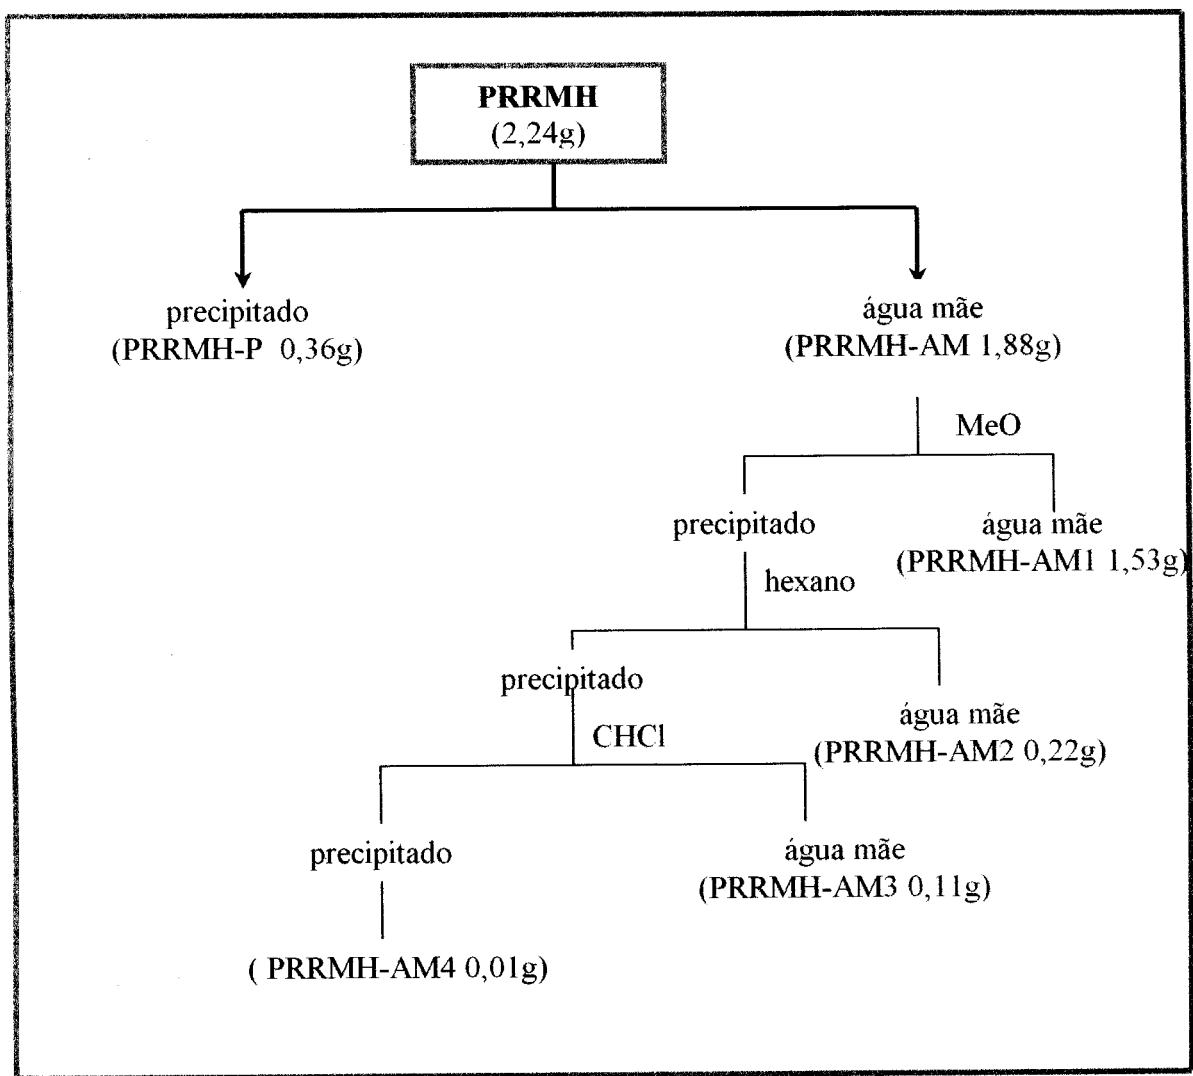 PRRMH
(2,24g)
precipitado
(PRRMH-P 0,36g)
água mãe
(PRRMH-AM 1,88g)
MeO
precipitado
água mãe
(PRRMH-AM1 1,53g)
hexano
precipitado
água mãe
(PRRMH-AM2 0,22g)
CHCl
precipitado
água mãe
(PRRMH-AM3 0,11g)
( PRRMH-AM4 0,01g)